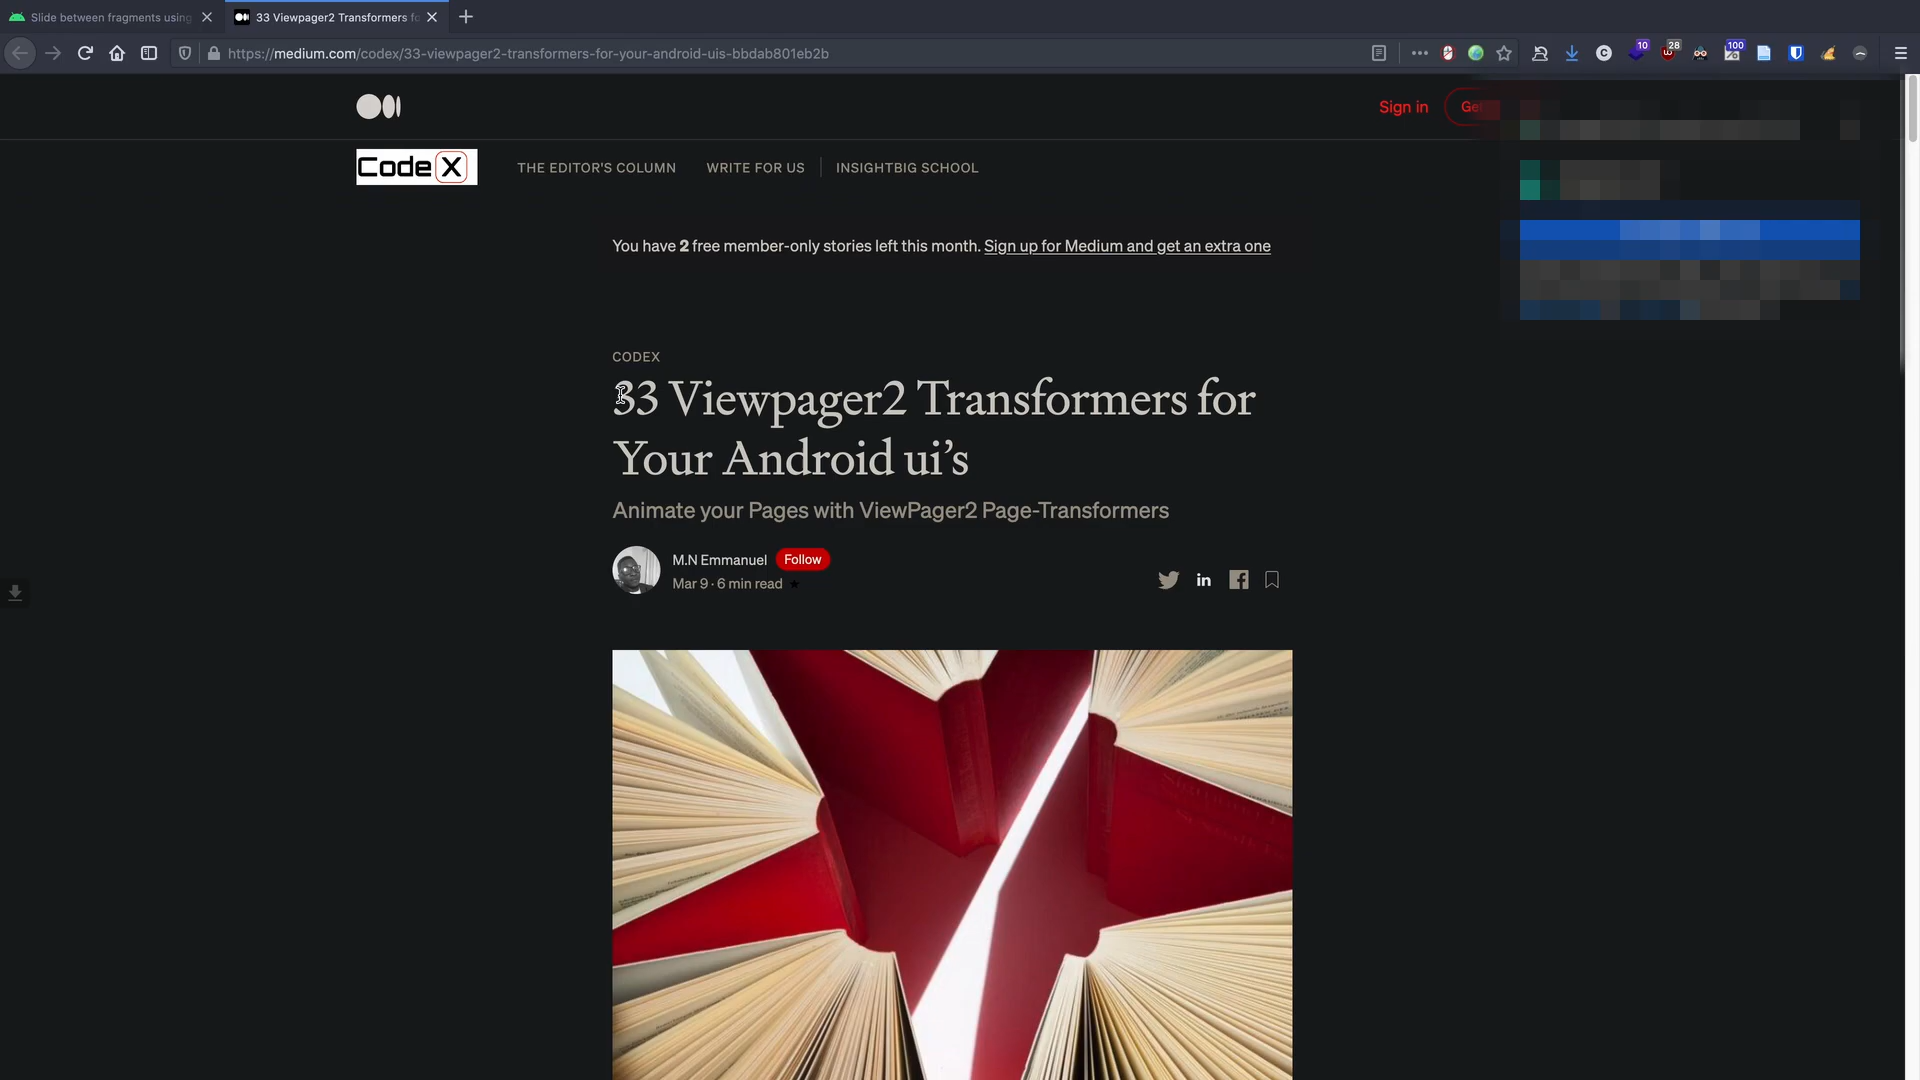 Slide between fragments using
33 Viewpager2 Transformers fo
https://medium.com/codex/33-viewpager2-transformers-for-your-android-uis-bbdab801eb2b
10
28
100
Sign in
Code X
THE EDITOR'S COLUMN
WRITE FOR US
INSIGHTBIG SCHOOL
You have 2 free member-only stories left this month. Sign up for Medium and get an extra one
CODEX
33 Viewpager2 Transformers for
Your Android ui’s
Animate your Pages with ViewPager2 Page-Transformers
M.N Emmanuel
Follow
Mar 9 · 6 min read